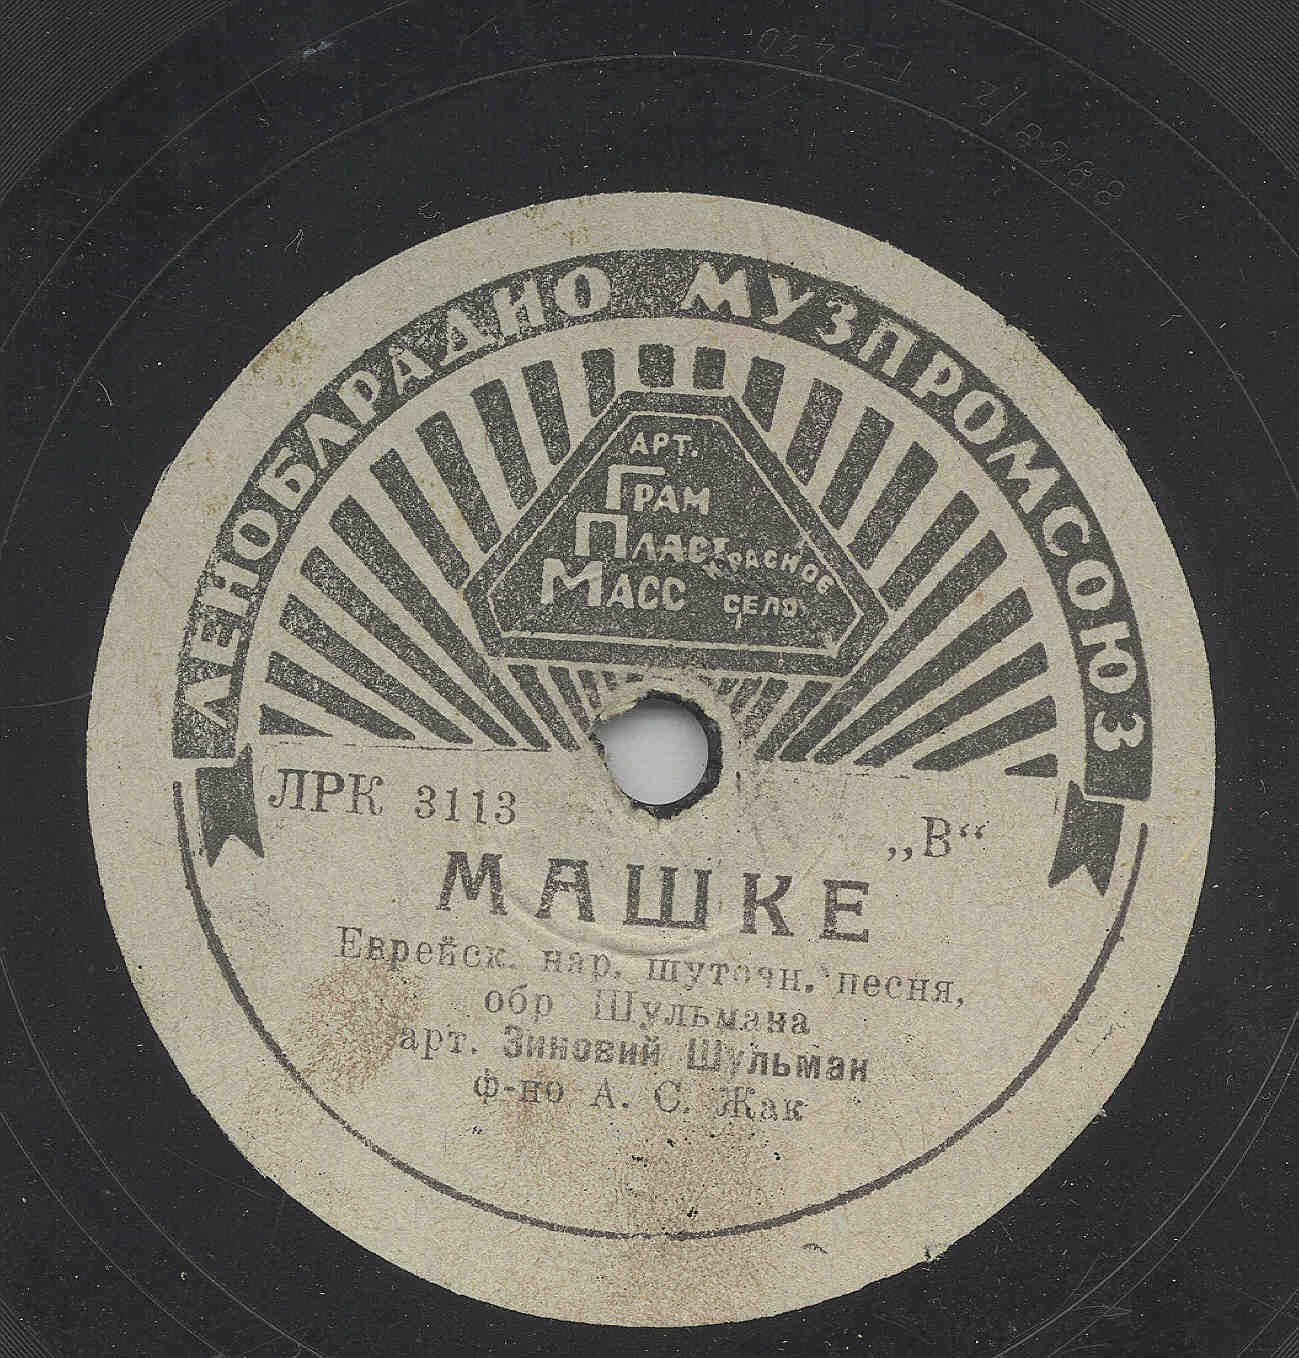 ЛЕНОБЛРАДИО МУЗПРОМСОЮЗ
АРТ.
ГРАМ
ПЛАСТ
МАСС
КРАСНОЕ
СЕЛО
ЛРК 3113
„В“
МАШКЕ
Еврейск. нар. шуточн. песня,
обр Шульмана
арт. Зиновий Шульман
ф-но А. С. Жак